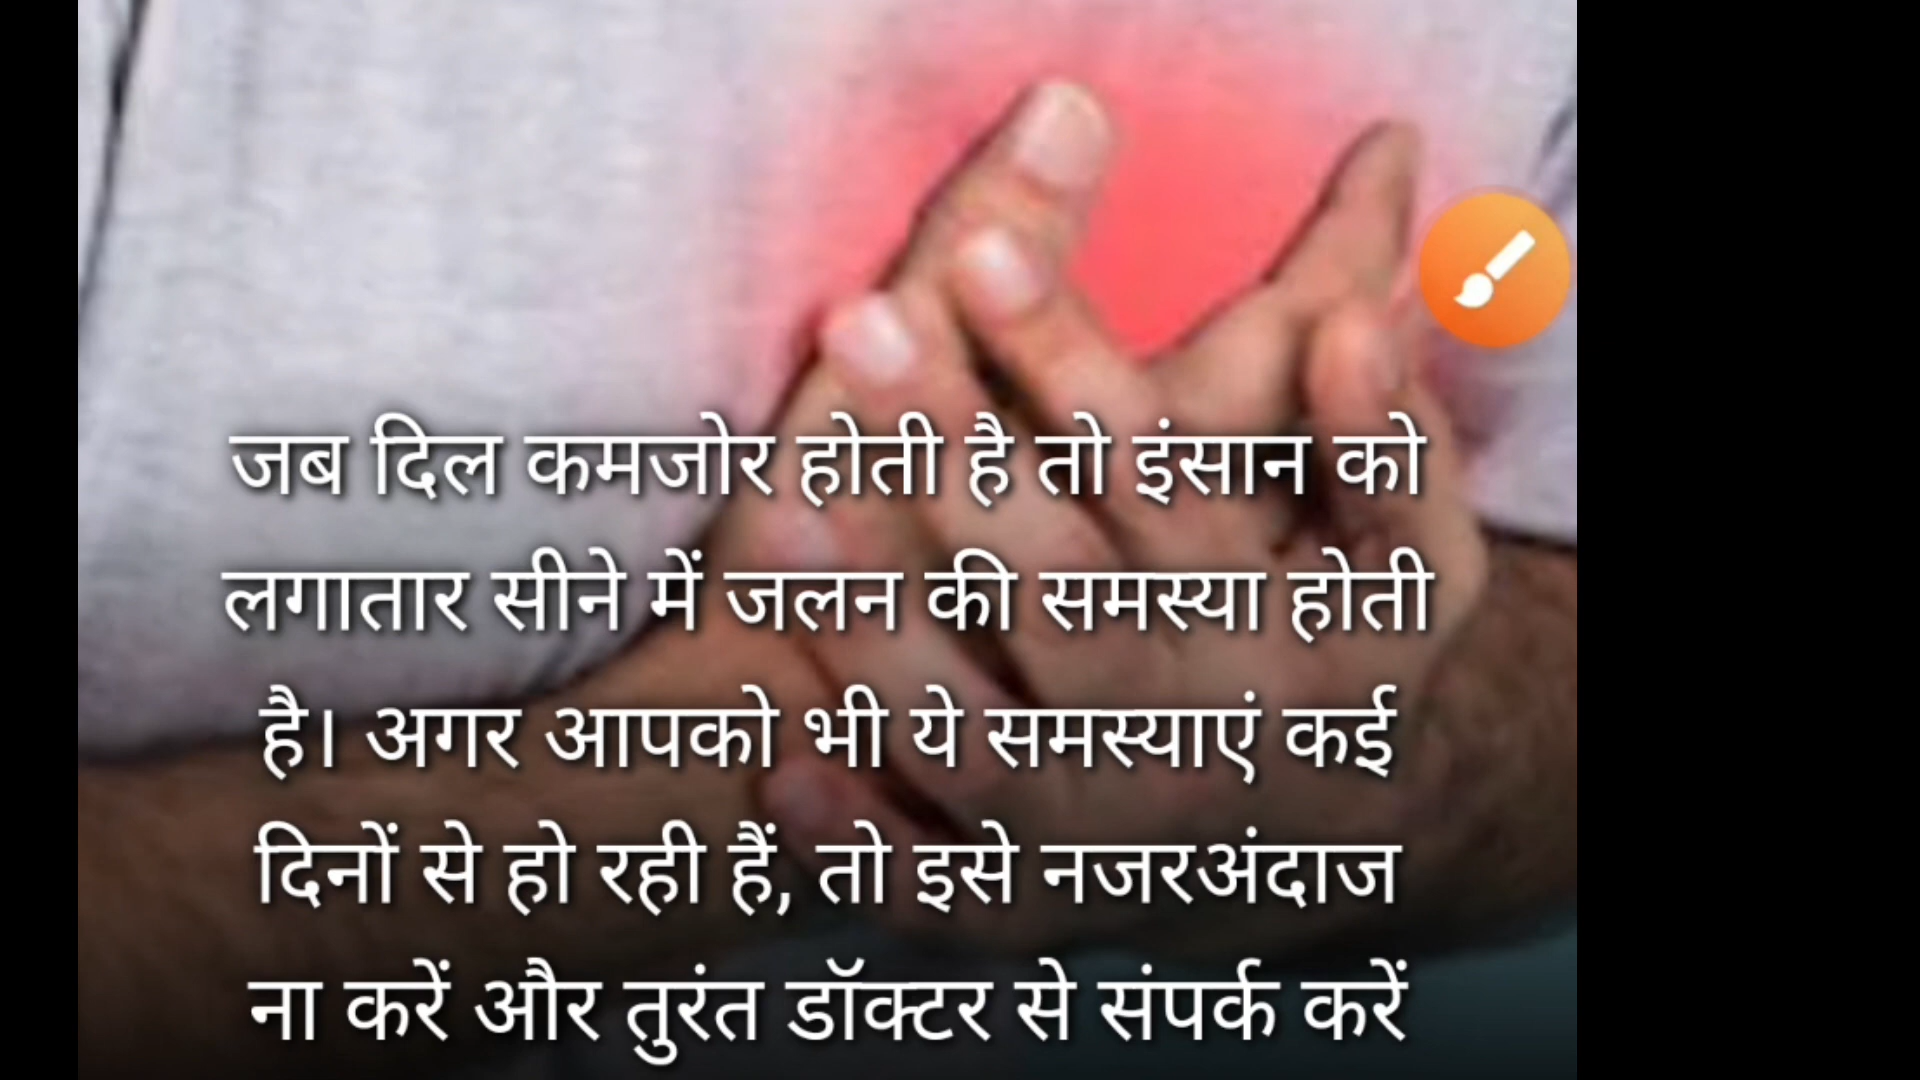 जब दिल कमजोर होती है तो इंसान को
लगातार सीने में जलन की समस्या होती
है। अगर आपको भी ये समस्याएं कई
दिनों से हो रही हैं, तो इसे नजरअंदाज
ना करें और तुरंत डॉक्टर से संपर्क करें